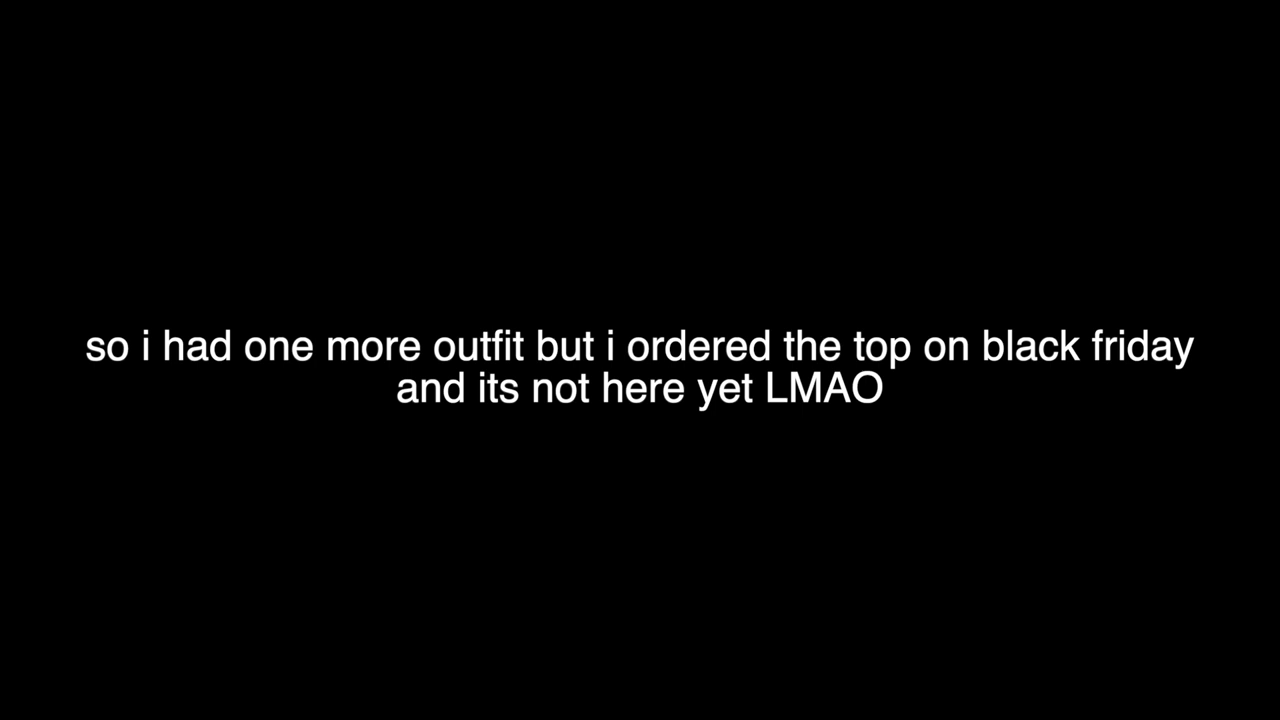 so i had one more outfit but i ordered the top on black friday
and its not here yet LMAO